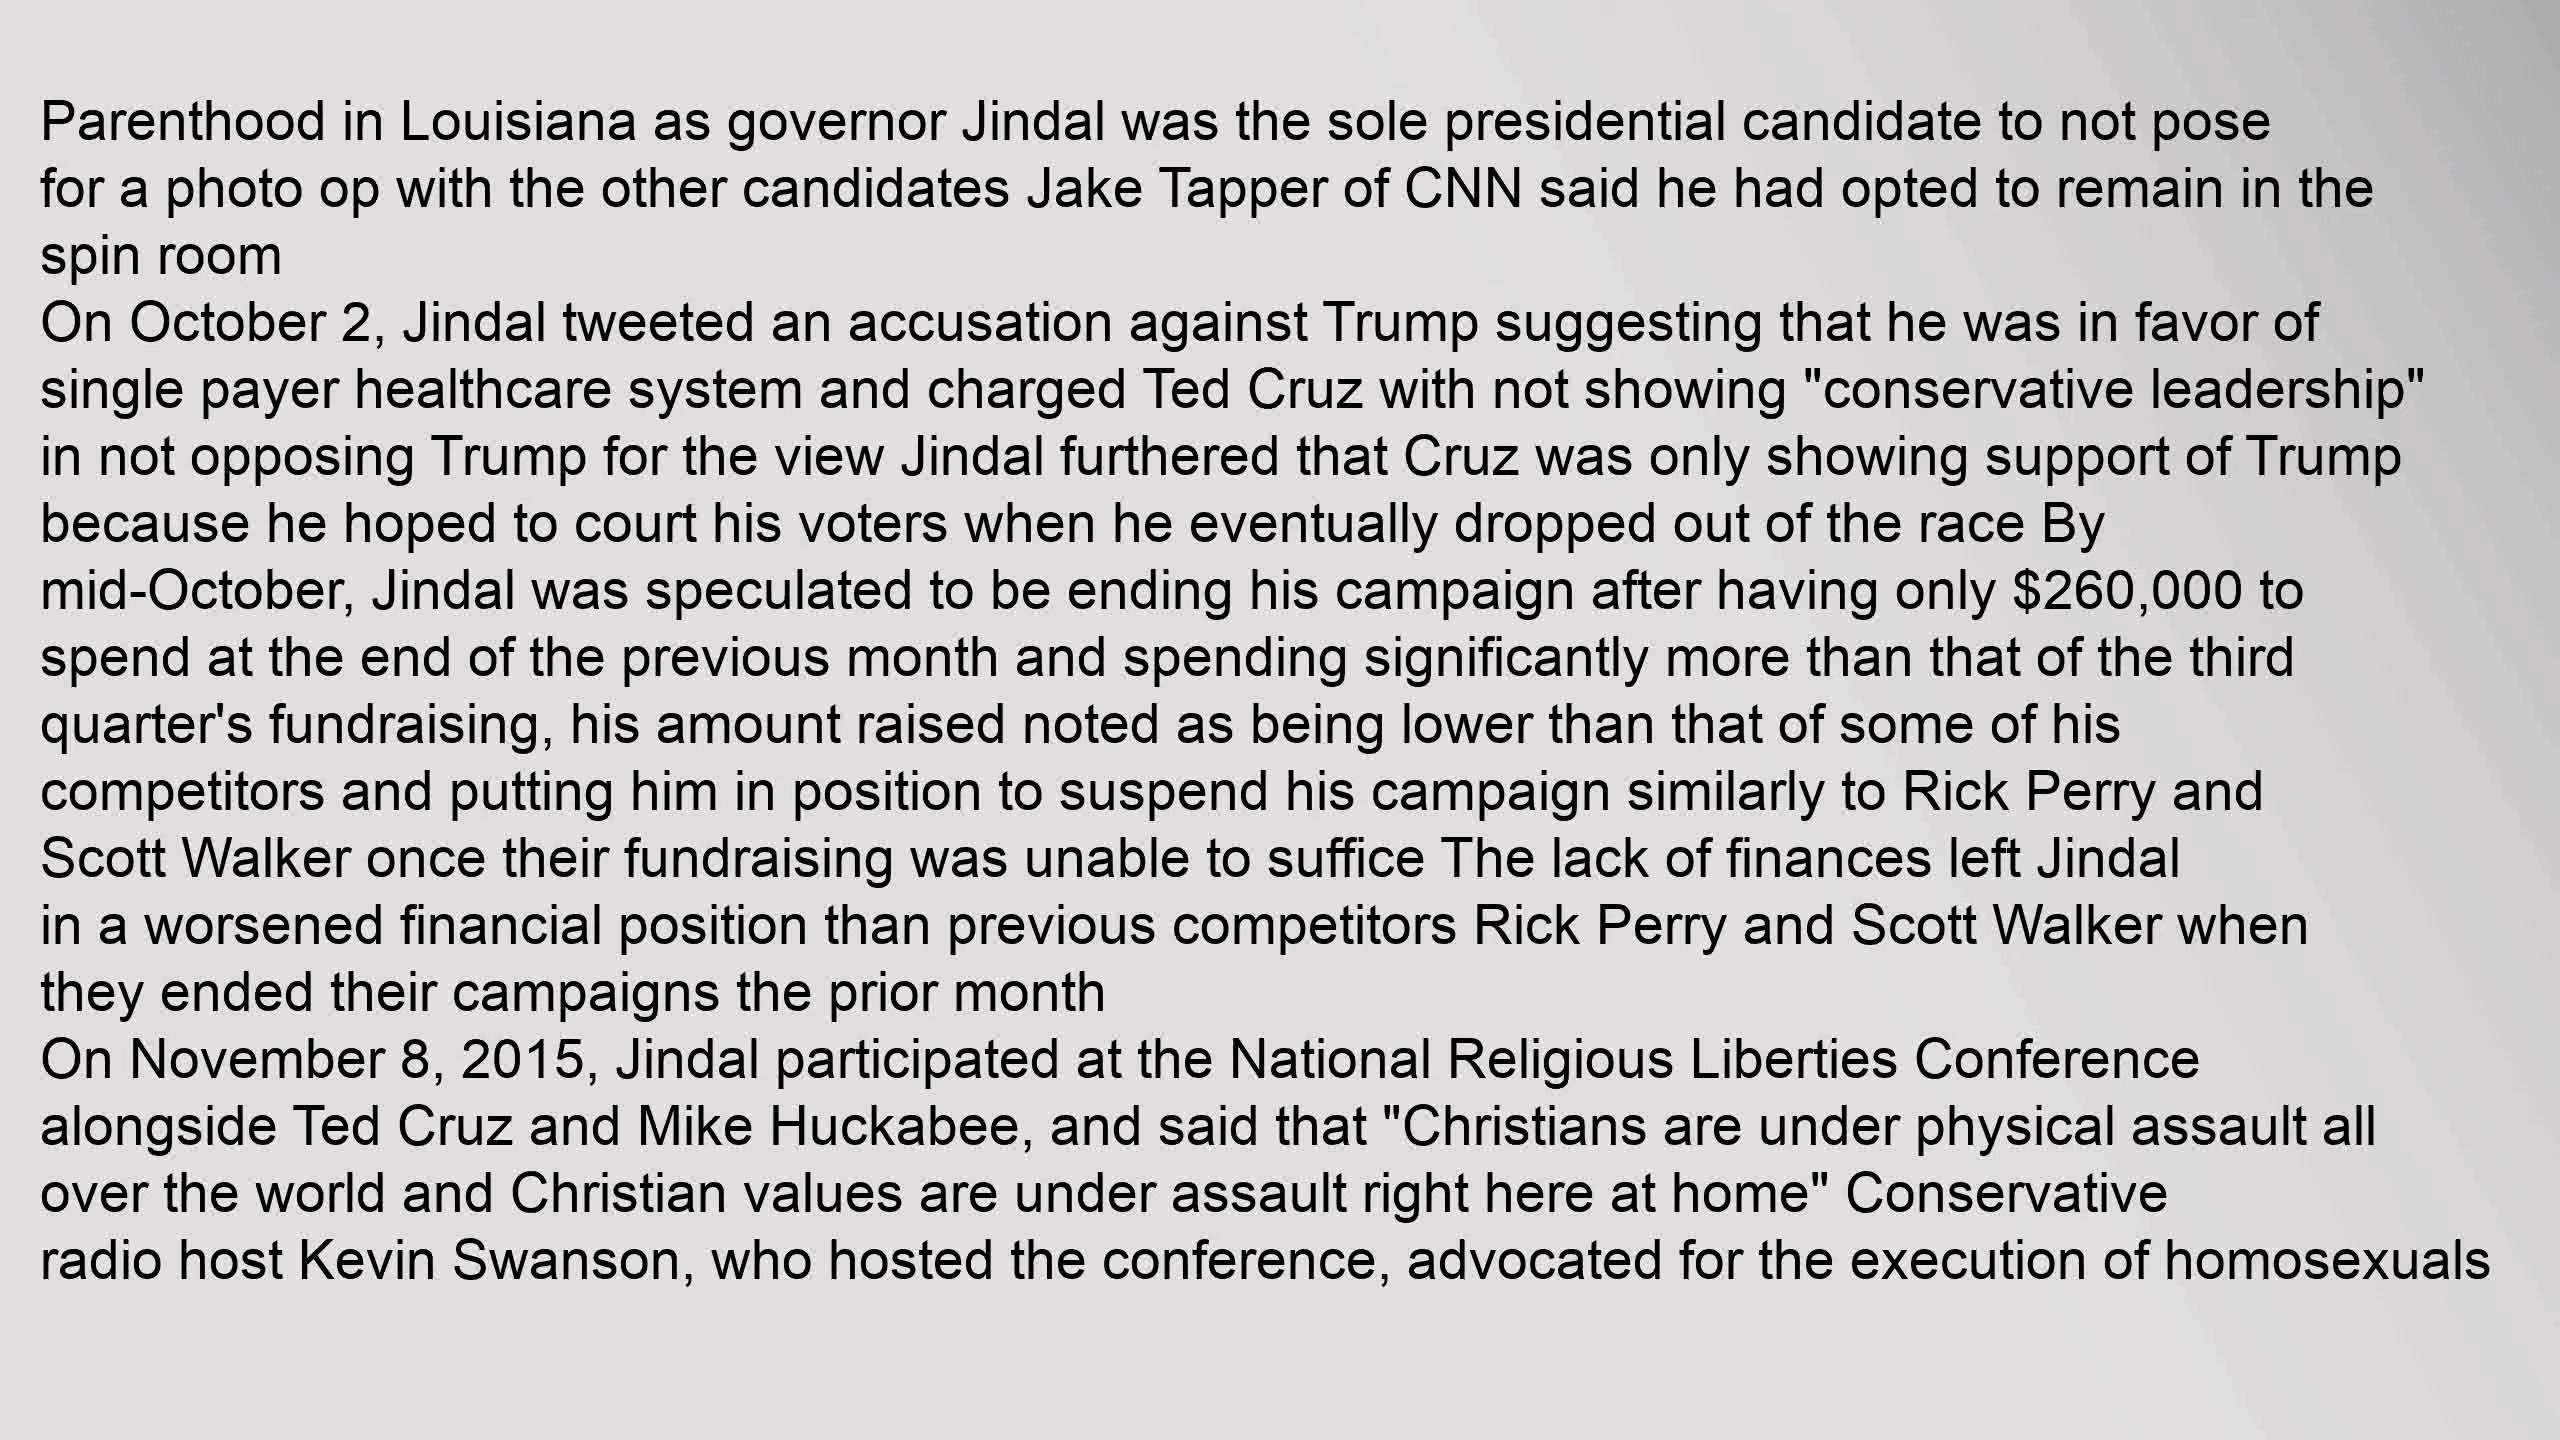 Parenthood in Louisiana as governor Jindal was the sole presidential candidate to not pose
for a photo op with the other candidates Jake Tapper of CNN said he had opted to remain in the
spin room
On October 2, Jindal tweeted an accusation against Trump suggesting that he was in favor of
single payer healthcare system and charged Ted Cruz with not showing "conservative leadership"
in not opposing Trump for the view Jindal furthered that Cruz was only showing support of Trump
because he hoped to court his voters when he eventually dropped out of the race By
mid-October, Jindal was speculated to be ending his campaign after having only $260,000 to
spend at the end of the previous month and spending significantly more than that of the third
quarter's fundraising, his amount raised noted as being lower than that of some of his
competitors and putting him in position to suspend his campaign similarly to Rick Perry and
Scott Walker once their fundraising was unable to suffice The lack of finances left Jindal
in a worsened financial position than previous competitors Rick Perry and Scott Walker when
they ended their campaigns the prior month
On November 8, 2015, Jindal participated at the National Religious Liberties Conference
alongside Ted Cruz and Mike Huckabee, and said that "Christians are under physical assault all
over the world and Christian values are under assault right here at home" Conservative
radio host Kevin Swanson, who hosted the conference, advocated for the execution of homosexuals